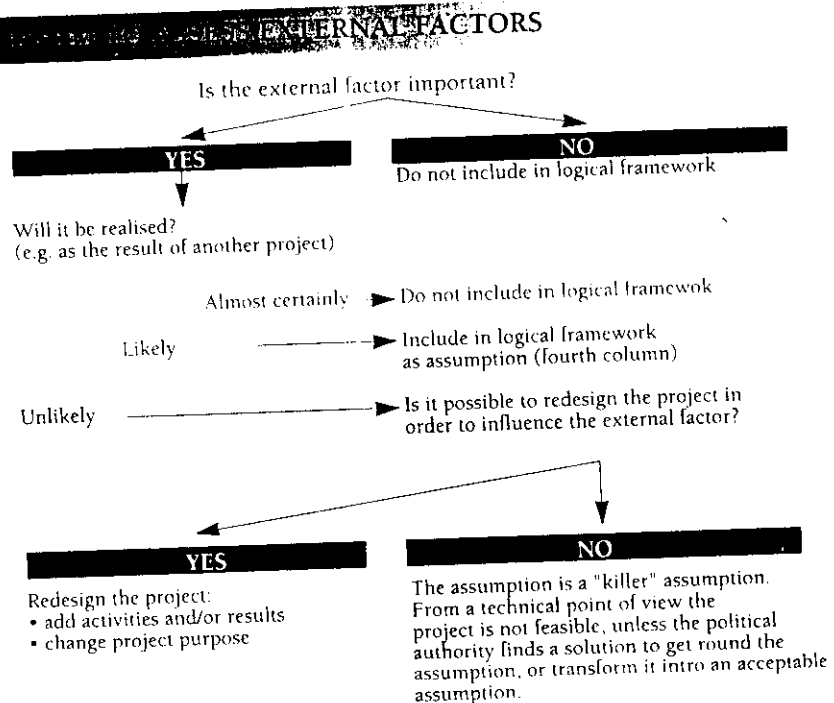 EXTERNAL FACTORS
Is the external factor important?
YES
NO
Do not include in logical framework
Will it be realised?
(e.g. as the result of another project)
Almost certainly
Do not include in logical framewok
Likely
Include in logical framework
as assumption (fourth column)
Unlikely
Is it possible to redesign the project in
order to influence the external factor?
YES
NO
Redesign the project:
• add activities and/or results
• change project purpose
The assumption is a "killer" assumption.
From a technical point of view the
project is not feasible, unless the political
authority finds a solution to get round the
assumption, or transform it intro an acceptable
assumption.